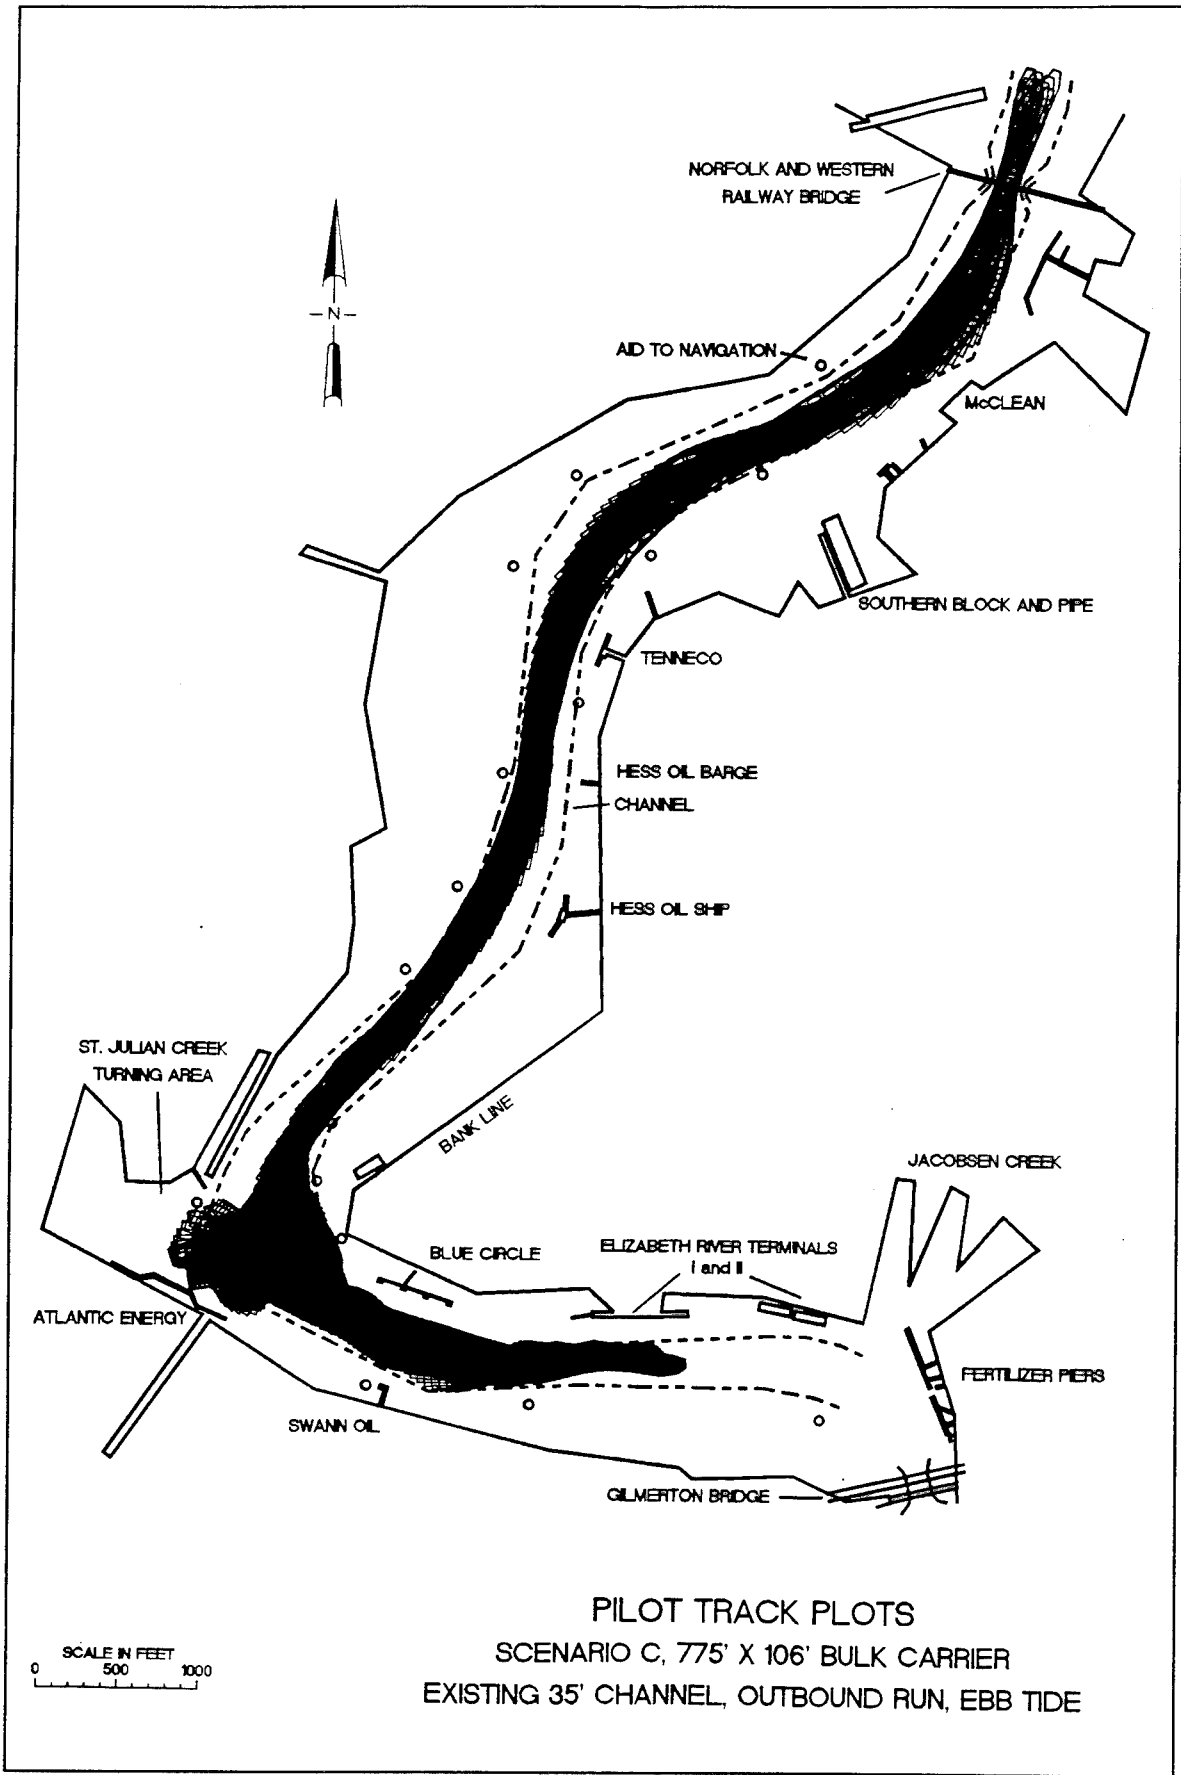 NORFOLK AND WESTERN
RAILWAY BRIDGE
N
AID TO NAVIGATION
McCLEAN
SOUTHERN BLOCK AND PIPE
TENNECO
HESS OIL BARGE
CHANNEL
HESS OIL SHIP
ST. JULIAN CREEK
TURNING AREA
BANK LINE
JACOBSEN CREEK
BLUE CIRCLE
ELIZABETH RIVER TERMINALS
I and II
ATLANTIC ENERGY
FERTILIZER PIERS
SWANN OIL
GILMERTON BRIDGE
PILOT TRACK PLOTS
SCENARIO C, 775' X 106' BULK CARRIER
EXISTING 35' CHANNEL, OUTBOUND RUN, EBB TIDE
SCALE IN FEET
0 500 1000